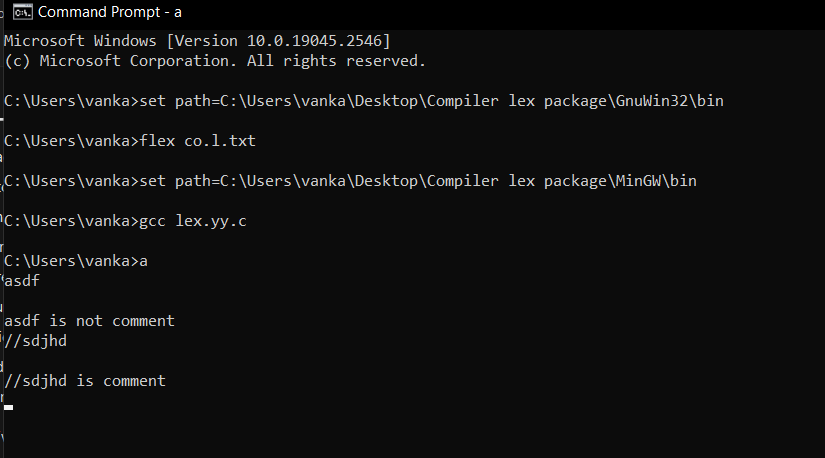 Command Prompt - a
Microsoft Windows [Version 10.0.19045.2546]
(c) Microsoft Corporation. All rights reserved.
C:\Users\vanka>set path=C:\Users\vanka\Desktop\Compiler lex package\GnuWin32\bin
C:\Users\vanka>flex co.l.txt
C:\Users\vanka>set path=C:\Users\vanka\Desktop\Compiler lex package\MinGW\bin
C:\Users\vanka>gcc lex.yy.c
C:\Users\vanka>a
asdf
asdf is not comment
//sdjhd
//sdjhd is comment